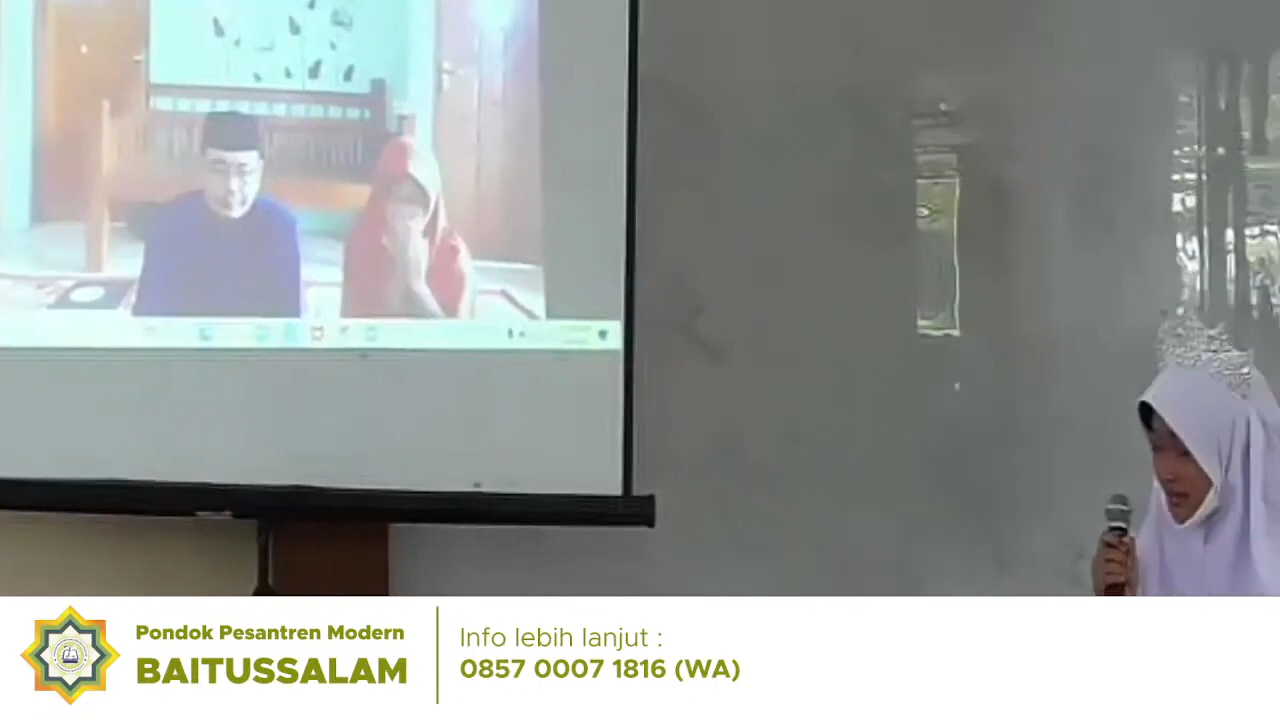 Pondok Pesantren Modern
BAITUSSALAM
Info lebih lanjut :
0857 0007 1816 (WA)